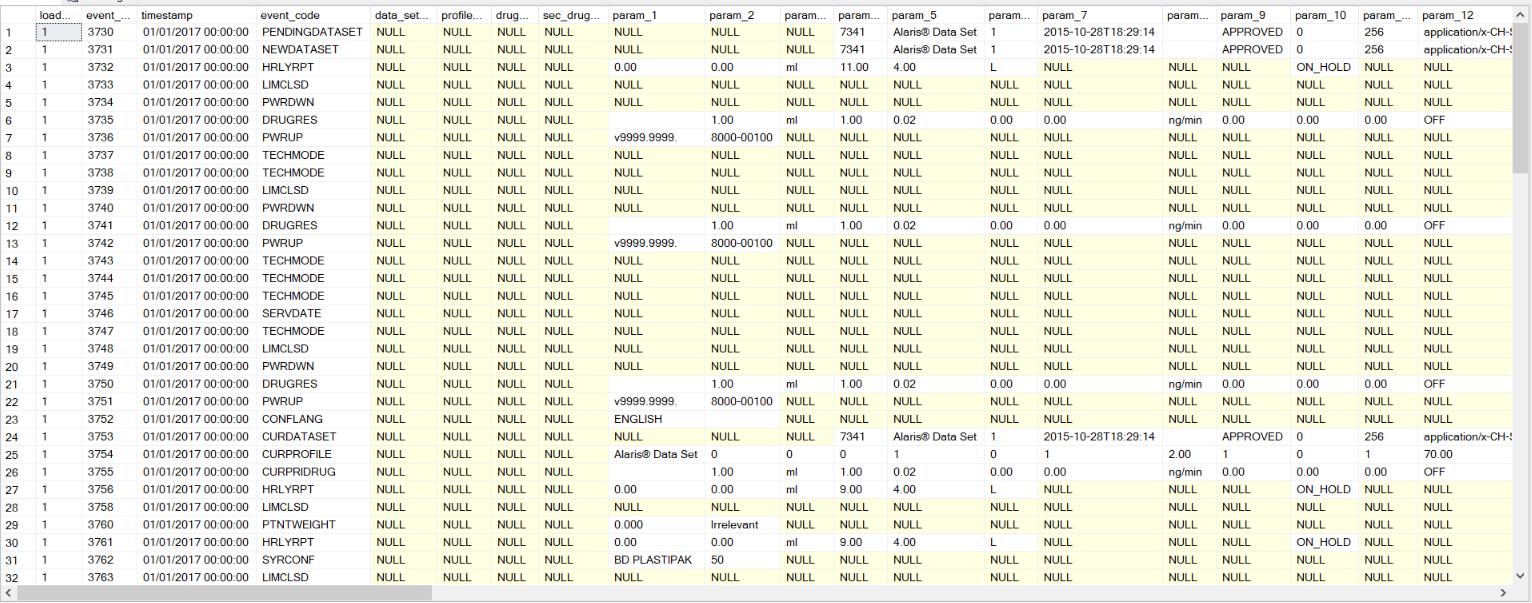 load... event_... timestamp event_code data_set... profile... drug... sec_drug... param_1 param_2 param... param... param_5 param... param_7 param... param_9 param_10 param_... param_12
1 1 3730 01/01/2017 00:00:00 PENDINGDATASET NULL NULL NULL NULL NULL NULL NULL 7341 Alaris® Data Set 1 2015-10-28T18:29:14 APPROVED 0 256 application/x-CH-S
2 1 3731 01/01/2017 00:00:00 NEWDATASET NULL NULL NULL NULL NULL NULL NULL 7341 Alaris® Data Set 1 2015-10-28T18:29:14 APPROVED 0 256 application/x-CH-S
3 1 3732 01/01/2017 00:00:00 HRLYRPT NULL NULL NULL NULL 0.00 0.00 ml 11.00 4.00 L NULL NULL NULL ON_HOLD NULL NULL
4 1 3733 01/01/2017 00:00:00 LIMCLSD NULL NULL NULL NULL NULL NULL NULL NULL NULL NULL NULL NULL NULL NULL NULL NULL
5 1 3734 01/01/2017 00:00:00 PWRDWN NULL NULL NULL NULL NULL NULL NULL NULL NULL NULL NULL NULL NULL NULL NULL NULL
6 1 3735 01/01/2017 00:00:00 DRUGRES NULL NULL NULL NULL 1.00 ml 1.00 0.02 0.00 0.00 ng/min 0.00 0.00 0.00 OFF
7 1 3736 01/01/2017 00:00:00 PWRUP NULL NULL NULL NULL v9999.9999. 8000-00100 NULL NULL NULL NULL NULL NULL NULL NULL NULL NULL
8 1 3737 01/01/2017 00:00:00 TECHMODE NULL NULL NULL NULL NULL NULL NULL NULL NULL NULL NULL NULL NULL NULL NULL NULL
9 1 3738 01/01/2017 00:00:00 TECHMODE NULL NULL NULL NULL NULL NULL NULL NULL NULL NULL NULL NULL NULL NULL NULL NULL
10 1 3739 01/01/2017 00:00:00 LIMCLSD NULL NULL NULL NULL NULL NULL NULL NULL NULL NULL NULL NULL NULL NULL NULL NULL
11 1 3740 01/01/2017 00:00:00 PWRDWN NULL NULL NULL NULL NULL NULL NULL NULL NULL NULL NULL NULL NULL NULL NULL NULL
12 1 3741 01/01/2017 00:00:00 DRUGRES NULL NULL NULL NULL 1.00 ml 1.00 0.02 0.00 0.00 ng/min 0.00 0.00 0.00 OFF
13 1 3742 01/01/2017 00:00:00 PWRUP NULL NULL NULL NULL v9999.9999. 8000-00100 NULL NULL NULL NULL NULL NULL NULL NULL NULL NULL
14 1 3743 01/01/2017 00:00:00 TECHMODE NULL NULL NULL NULL NULL NULL NULL NULL NULL NULL NULL NULL NULL NULL NULL NULL
15 1 3744 01/01/2017 00:00:00 TECHMODE NULL NULL NULL NULL NULL NULL NULL NULL NULL NULL NULL NULL NULL NULL NULL NULL
16 1 3745 01/01/2017 00:00:00 TECHMODE NULL NULL NULL NULL NULL NULL NULL NULL NULL NULL NULL NULL NULL NULL NULL NULL
17 1 3746 01/01/2017 00:00:00 SERVDATE NULL NULL NULL NULL NULL NULL NULL NULL NULL NULL NULL NULL NULL NULL NULL NULL
18 1 3747 01/01/2017 00:00:00 TECHMODE NULL NULL NULL NULL NULL NULL NULL NULL NULL NULL NULL NULL NULL NULL NULL NULL
19 1 3748 01/01/2017 00:00:00 LIMCLSD NULL NULL NULL NULL NULL NULL NULL NULL NULL NULL NULL NULL NULL NULL NULL NULL
20 1 3749 01/01/2017 00:00:00 PWRDWN NULL NULL NULL NULL NULL NULL NULL NULL NULL NULL NULL NULL NULL NULL NULL NULL
21 1 3750 01/01/2017 00:00:00 DRUGRES NULL NULL NULL NULL 1.00 ml 1.00 0.02 0.00 0.00 ng/min 0.00 0.00 0.00 OFF
22 1 3751 01/01/2017 00:00:00 PWRUP NULL NULL NULL NULL v9999.9999. 8000-00100 NULL NULL NULL NULL NULL NULL NULL NULL NULL NULL
23 1 3752 01/01/2017 00:00:00 CONFLANG NULL NULL NULL NULL ENGLISH NULL NULL NULL NULL NULL NULL NULL NULL NULL NULL
24 1 3753 01/01/2017 00:00:00 CURDATASET NULL NULL NULL NULL NULL NULL NULL 7341 Alaris® Data Set 1 2015-10-28T18:29:14 APPROVED 0 256 application/x-CH-S
25 1 3754 01/01/2017 00:00:00 CURPROFILE NULL NULL NULL NULL Alaris® Data Set 0 0 0 1 0 1 2.00 1 0 1 70.00
26 1 3755 01/01/2017 00:00:00 CURPRIDRUG NULL NULL NULL NULL 1.00 ml 1.00 0.02 0.00 0.00 ng/min 0.00 0.00 0.00 OFF
27 1 3756 01/01/2017 00:00:00 HRLYRPT NULL NULL NULL NULL 0.00 0.00 ml 9.00 4.00 L NULL NULL NULL ON_HOLD NULL NULL
28 1 3758 01/01/2017 00:00:00 LIMCLSD NULL NULL NULL NULL NULL NULL NULL NULL NULL NULL NULL NULL NULL NULL NULL NULL
29 1 3760 01/01/2017 00:00:00 PTNTWEIGHT NULL NULL NULL NULL 0.000 Irrelevant NULL NULL NULL NULL NULL NULL NULL NULL NULL NULL
30 1 3761 01/01/2017 00:00:00 HRLYRPT NULL NULL NULL NULL 0.00 0.00 ml 9.00 4.00 L NULL NULL NULL ON_HOLD NULL NULL
31 1 3762 01/01/2017 00:00:00 SYRCONF NULL NULL NULL NULL BD PLASTIPAK 50 NULL NULL NULL NULL NULL NULL NULL NULL NULL NULL
32 1 3763 01/01/2017 00:00:00 LIMCLSD NULL NULL NULL NULL NULL NULL NULL NULL NULL NULL NULL NULL NULL NULL NULL NULL